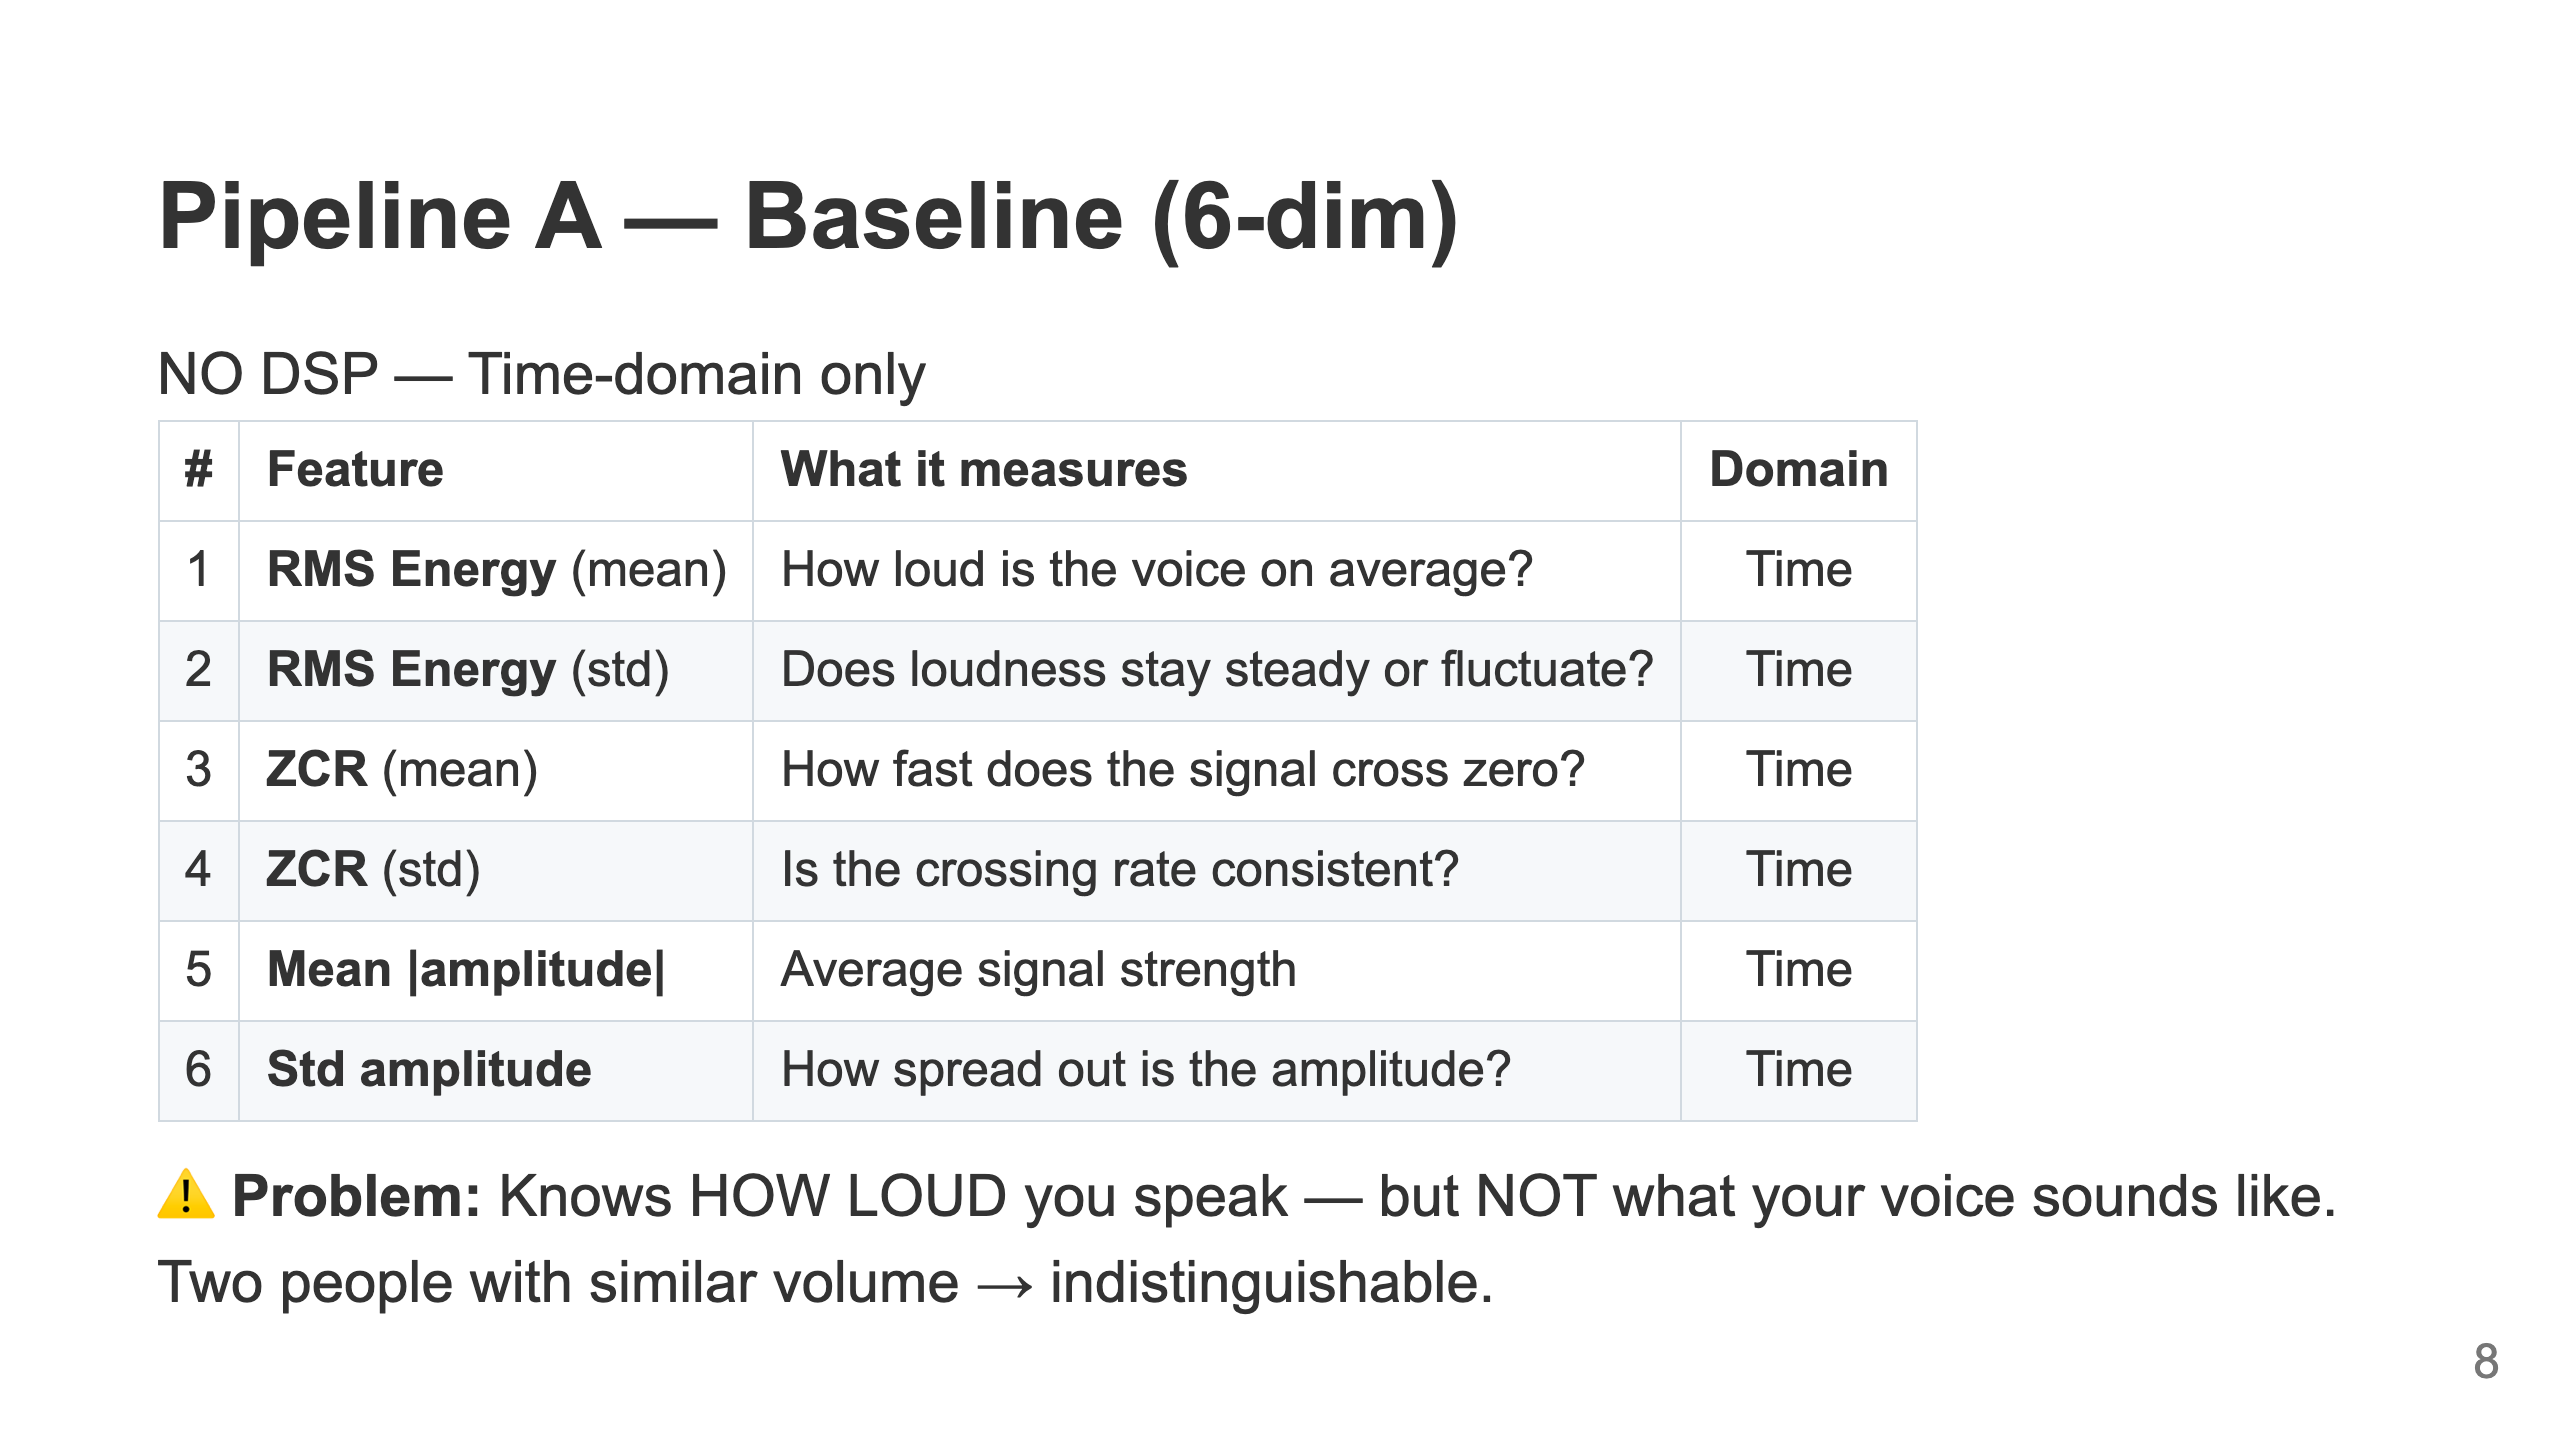 Pipeline A — Baseline (6-dim)
NO DSP — Time-domain only
# Feature What it measures Domain
1 RMS Energy (mean) How loud is the voice on average? Time
2 RMS Energy (std) Does loudness stay steady or fluctuate? Time
3 ZCR (mean) How fast does the signal cross zero? Time
4 ZCR (std) Is the crossing rate consistent? Time
5 Mean |amplitude| Average signal strength Time
6 Std amplitude How spread out is the amplitude? Time
⚠️ Problem: Knows HOW LOUD you speak — but NOT what your voice sounds like.
Two people with similar volume → indistinguishable.
8